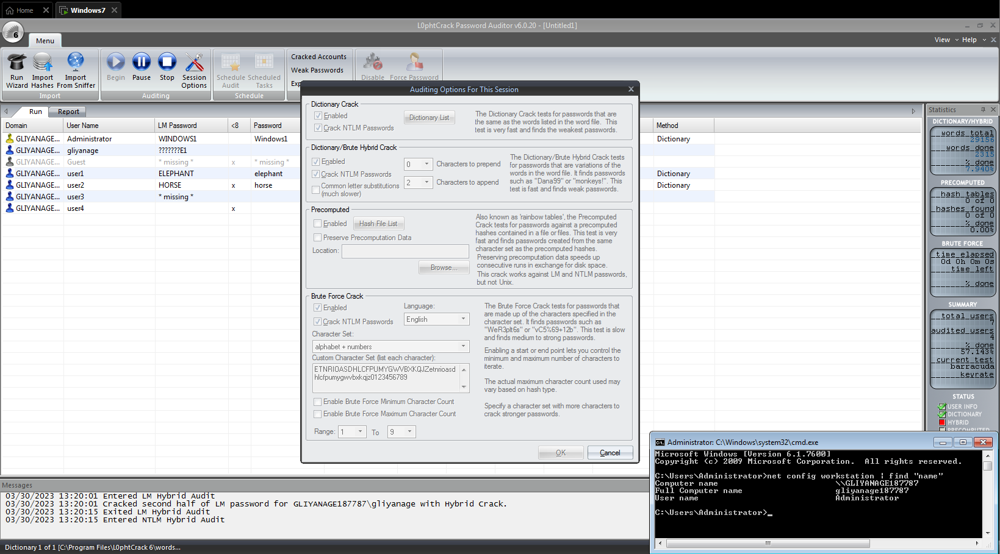 Home
Windows7
L0phtCrack Password Auditor v6.0.20 - [Untitled1]
6
Menu
View Help
Run Wizard
Import Hashes
Import From Sniffer
Import
Begin
Pause
Stop
Session Options
Auditing
Schedule Audit
Scheduled Tasks
Schedule
Cracked Accounts
Weak Passwords
Exp
Disable
Force Password
Run
Report
Domain User Name LM Password <8 Password Method
GLIYANAGE... Administrator WINDOWS1 Windows1 Dictionary
GLIYANAGE... gliyanage ???????E1
GLIYANAGE... Guest * missing * x * missing *
GLIYANAGE... user1 ELEPHANT elephant Dictionary
GLIYANAGE... user2 HORSE x horse Dictionary
GLIYANAGE... user3 * missing *
GLIYANAGE... user4 x
Auditing Options For This Session
Dictionary Crack
Enabled
Dictionary List
Crack NTLM Passwords
The Dictionary Crack tests for passwords that are
the same as the words listed in the word file. This
test is very fast and finds the weakest passwords.
Dictionary/Brute Hybrid Crack
Enabled
0 Characters to prepend
Crack NTLM Passwords
2 Characters to append
Common letter substitutions
(much slower)
The Dictionary/Brute Hybrid Crack tests
for passwords that are variations of the
words in the word file. It finds passwords
such as "Dana99" or "monkeys!". This
test is fast and finds weak passwords.
Precomputed
Enabled
Hash File List
Preserve Precomputation Data
Location:
Browse...
Also known as 'rainbow tables', the Precomputed
Crack tests for passwords against a precomputed
hashes contained in a file or files. This test is very
fast and finds passwords created from the same
character set as the precomputed hashes.
Preserving precomputation data speeds up
consecutive runs in exchange for disk space.
This crack works against LM and NTLM passwords,
but not Unix.
Brute Force Crack
Enabled
Language:
Crack NTLM Passwords
English
Character Set:
alphabet + numbers
Custom Character Set (list each character):
ETNRIOASDHLCFPUMYGWVBXKQJZetnrioasd
hlcfpumygwvbxkqjz0123456789
Enable Brute Force Minimum Character Count
Enable Brute Force Maximum Character Count
Range: 1 To 9
The Brute Force Crack tests for passwords that
are made up of the characters specified in the
character set. It finds passwords such as
"WeR3plt6s" or "vC5%69+12b". This test is slow
and finds medium to strong passwords.
Enabling a start or end point lets you control the
minimum and maximum number of characters to
iterate.
The actual maximum character count used may
vary based on hash type.
Specify a character set with more characters to
crack stronger passwords.
OK
Cancel
Statistics
DICTIONARY/HYBRID
words total
29156
words done
2315
% done
7.940%
PRECOMPUTED
hash tables
0 of 0
hashes found
0 of 0
% done
0.00%
BRUTE FORCE
time elapsed
0d 0h 0m 0s
time left
% done
SUMMARY
total users
7
audited users
4
% done
57.143%
current test
barracuda
keyrate
STATUS
USER INFO
DICTIONARY
HYBRID
PRECOMPUTED
Messages
03/30/2023 13:20:01 Entered LM Hybrid Audit
03/30/2023 13:20:01 Cracked second half of LM password for GLIYANAGE187787\gliyanage with Hybrid Crack.
03/30/2023 13:20:15 Exited LM Hybrid Audit
03/30/2023 13:20:15 Entered NTLM Hybrid Audit
Dictionary 1 of 1 [C:\Program Files\L0phtCrack 6\words...
Administrator: C:\Windows\system32\cmd.exe
Microsoft Windows [Version 6.1.7600]
Copyright (c) 2009 Microsoft Corporation. All rights reserved.
C:\Users\Administrator>net config workstation | find "name"
Computer name \\GLIYANAGE187787
Full Computer name gliyanage187787
User name Administrator
C:\Users\Administrator>_